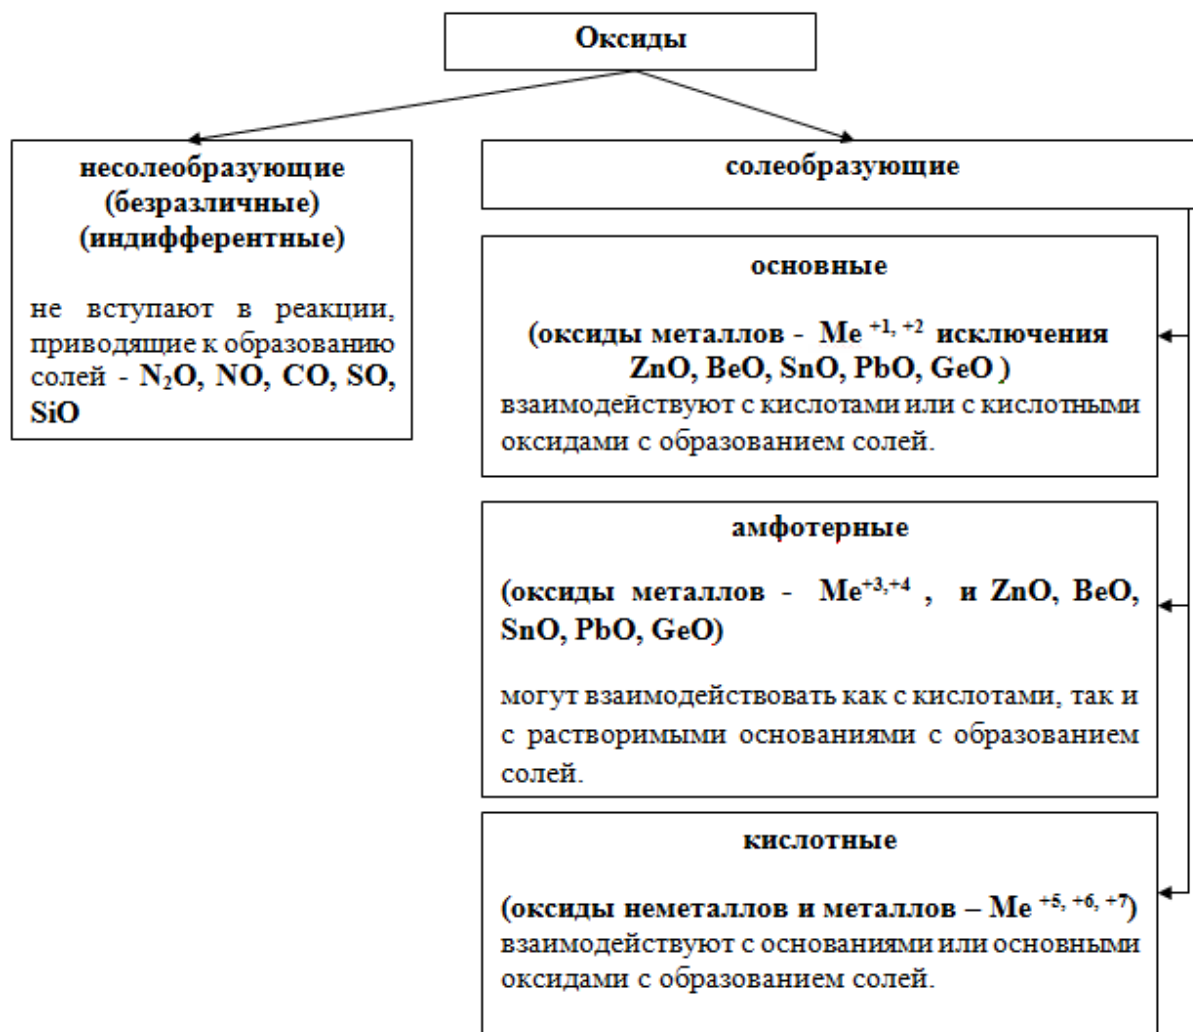 Оксиды
несолеобразующие
(безразличные)
(индифферентные)
не вступают в реакции,
приводящие к образованию
солей - N₂O, NO, CO, SO,
SiO
солеобразующие
основные
(оксиды металлов - Me ⁺¹, ⁺² исключения
ZnO, BeO, SnO, PbO, GeO )
взаимодействуют с кислотами или с кислотными
оксидами с образованием солей.
амфотерные
(оксиды металлов - Me⁺³,⁺⁴ , и ZnO, BeO,
SnO, PbO, GeO)
могут взаимодействовать как с кислотами, так и
с растворимыми основаниями с образованием
солей.
кислотные
(оксиды неметаллов и металлов – Me ⁺⁵, ⁺⁶, ⁺⁷)
взаимодействуют с основаниями или основными
оксидами с образованием солей.